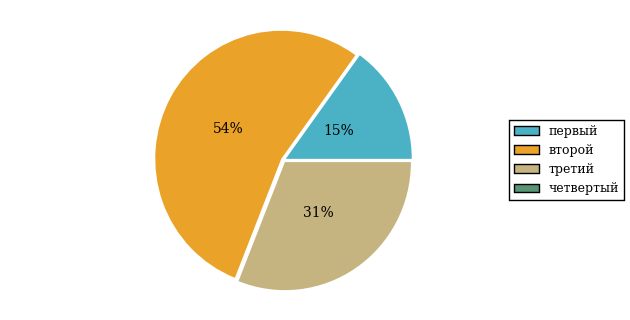 54%
15%
31%
первый
второй
третий
четвертый